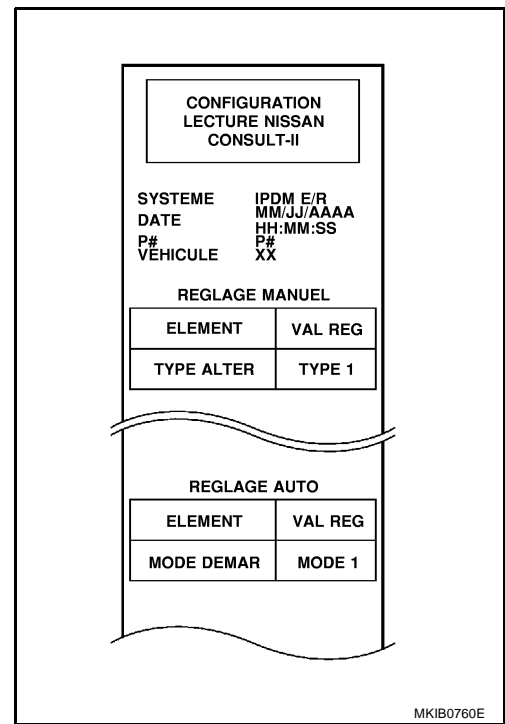 CONFIGURATION
LECTURE NISSAN
CONSULT-II
SYSTEME IPDM E/R
DATE MM/JJ/AAAA
HH:MM:SS
P# P#
VEHICULE XX
REGLAGE MANUEL
ELEMENT VAL REG
TYPE ALTER TYPE 1
REGLAGE AUTO
ELEMENT VAL REG
MODE DEMAR MODE 1
MKIB0760E